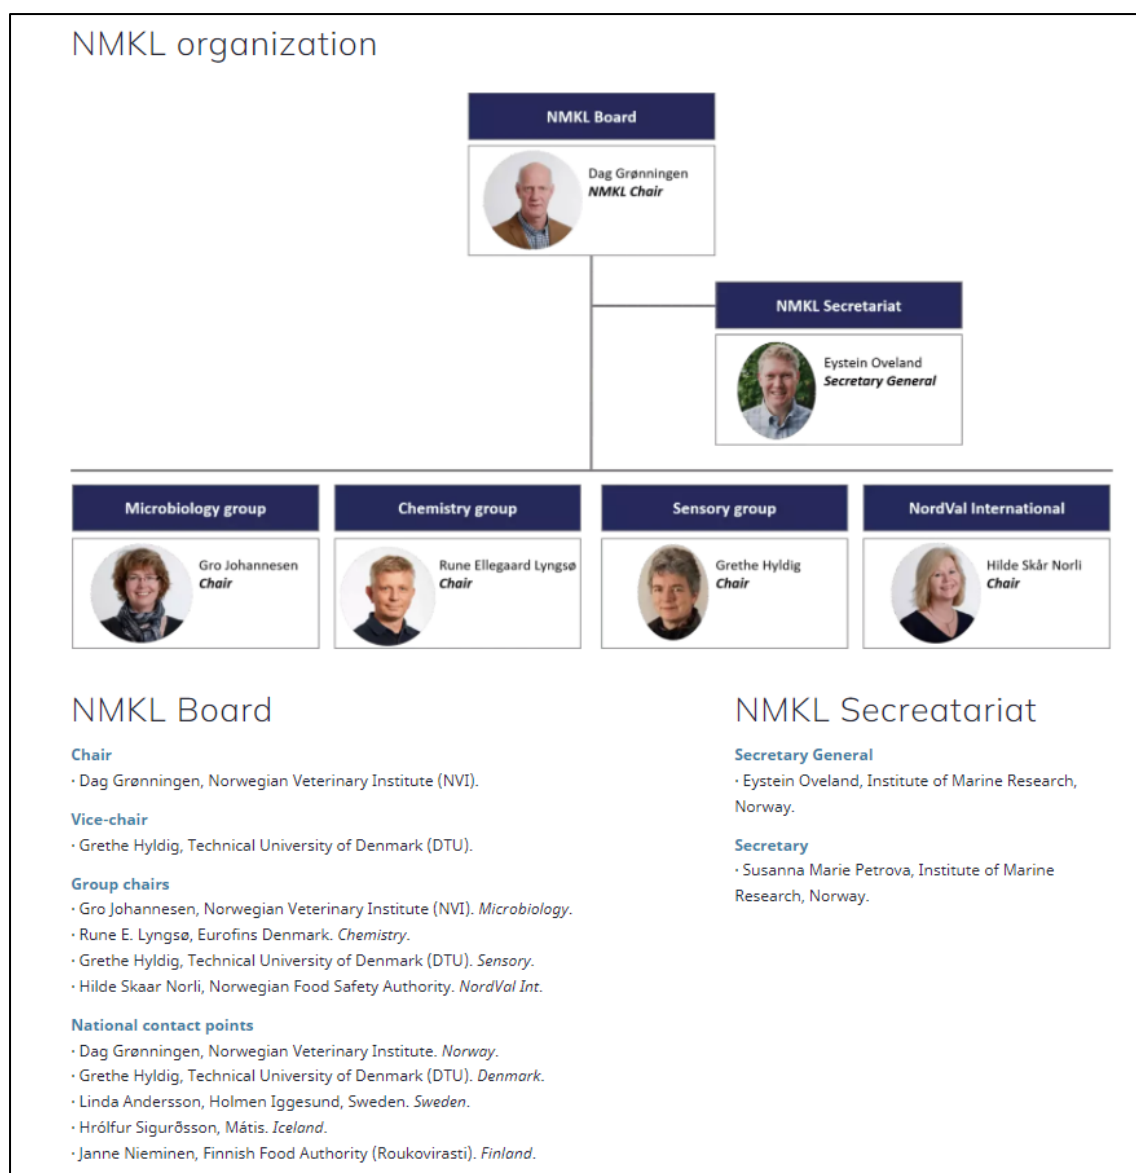 NMKL organization
NMKL Board
Dag Grønningen
NMKL Chair
NMKL Secretariat
Eystein Oveland
Secretary General
Microbiology group
Gro Johannesen
Chair
Chemistry group
Rune Ellegaard Lyngsø
Chair
Sensory group
Grethe Hyldig
Chair
NordVal International
Hilde Skår Norli
Chair
NMKL Board
Chair
· Dag Grønningen, Norwegian Veterinary Institute (NVI).
Vice-chair
· Grethe Hyldig, Technical University of Denmark (DTU).
Group chairs
· Gro Johannesen, Norwegian Veterinary Institute (NVI). Microbiology.
· Rune E. Lyngsø, Eurofins Denmark. Chemistry.
· Grethe Hyldig, Technical University of Denmark (DTU). Sensory.
· Hilde Skaar Norli, Norwegian Food Safety Authority. NordVal Int.
National contact points
· Dag Grønningen, Norwegian Veterinary Institute. Norway.
· Grethe Hyldig, Technical University of Denmark (DTU). Denmark.
· Linda Andersson, Holmen Iggesund, Sweden. Sweden.
· Hrólfur Sigurðsson, Mátis. Iceland.
· Janne Nieminen, Finnish Food Authority (Roukovirasti). Finland.
NMKL Secreatariat
Secretary General
· Eystein Oveland, Institute of Marine Research,
Norway.
Secretary
· Susanna Marie Petrova, Institute of Marine
Research, Norway.